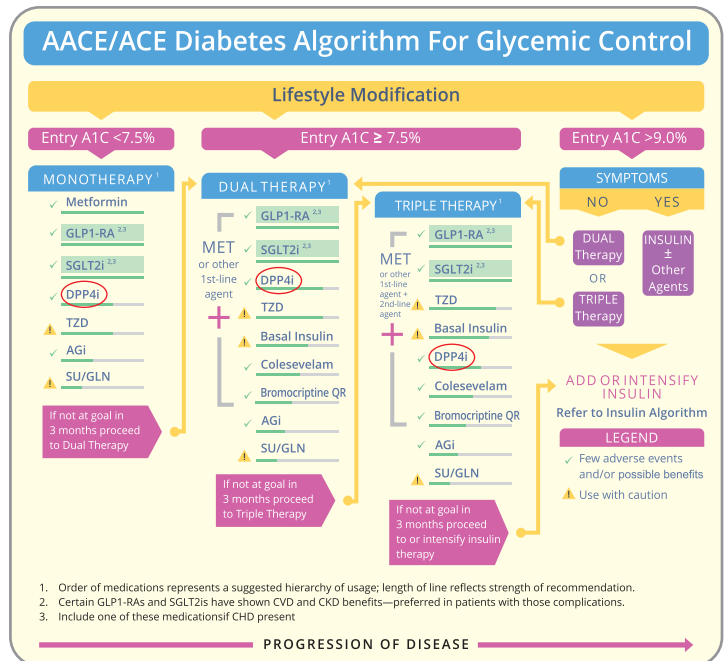 AACE/ACE Diabetes Algorithm For Glycemic Control
Lifestyle Modification
Entry A1C <7.5%
Entry A1C ≥ 7.5%
Entry A1C >9.0%
MONOTHERAPY 1
Metformin
GLP1-RA 2,3
SGLT2i 2,3
DPP4i
TZD
AGi
SU/GLN
If not at goal in
3 months proceed
to Dual Therapy
DUAL THERAPY 1
MET
or other
1st-line
agent
+
GLP1-RA 2,3
SGLT2i 2,3
DPP4i
TZD
Basal Insulin
Colesevelam
Bromocriptine QR
AGi
SU/GLN
If not at goal in
3 months proceed
to Triple Therapy
TRIPLE THERAPY 1
MET
or other
1st-line
agent +
2nd-line
agent
+
GLP1-RA 2,3
SGLT2i 2,3
TZD
Basal Insulin
DPP4i
Colesevelam
Bromocriptine QR
AGi
SU/GLN
If not at goal in
3 months proceed
to or intensify insulin
therapy
SYMPTOMS
NO
YES
DUAL
Therapy
OR
TRIPLE
Therapy
INSULIN
±
Other
Agents
ADD OR INTENSIFY
INSULIN
Refer to Insulin Algorithm
LEGEND
Few adverse events
and/or possible benefits
Use with caution
1. Order of medications represents a suggested hierarchy of usage; length of line reflects strength of recommendation.
2. Certain GLP1-RAs and SGLT2is have shown CVD and CKD benefits—preferred in patients with those complications.
3. Include one of these medicationsif CHD present
PROGRESSION OF DISEASE